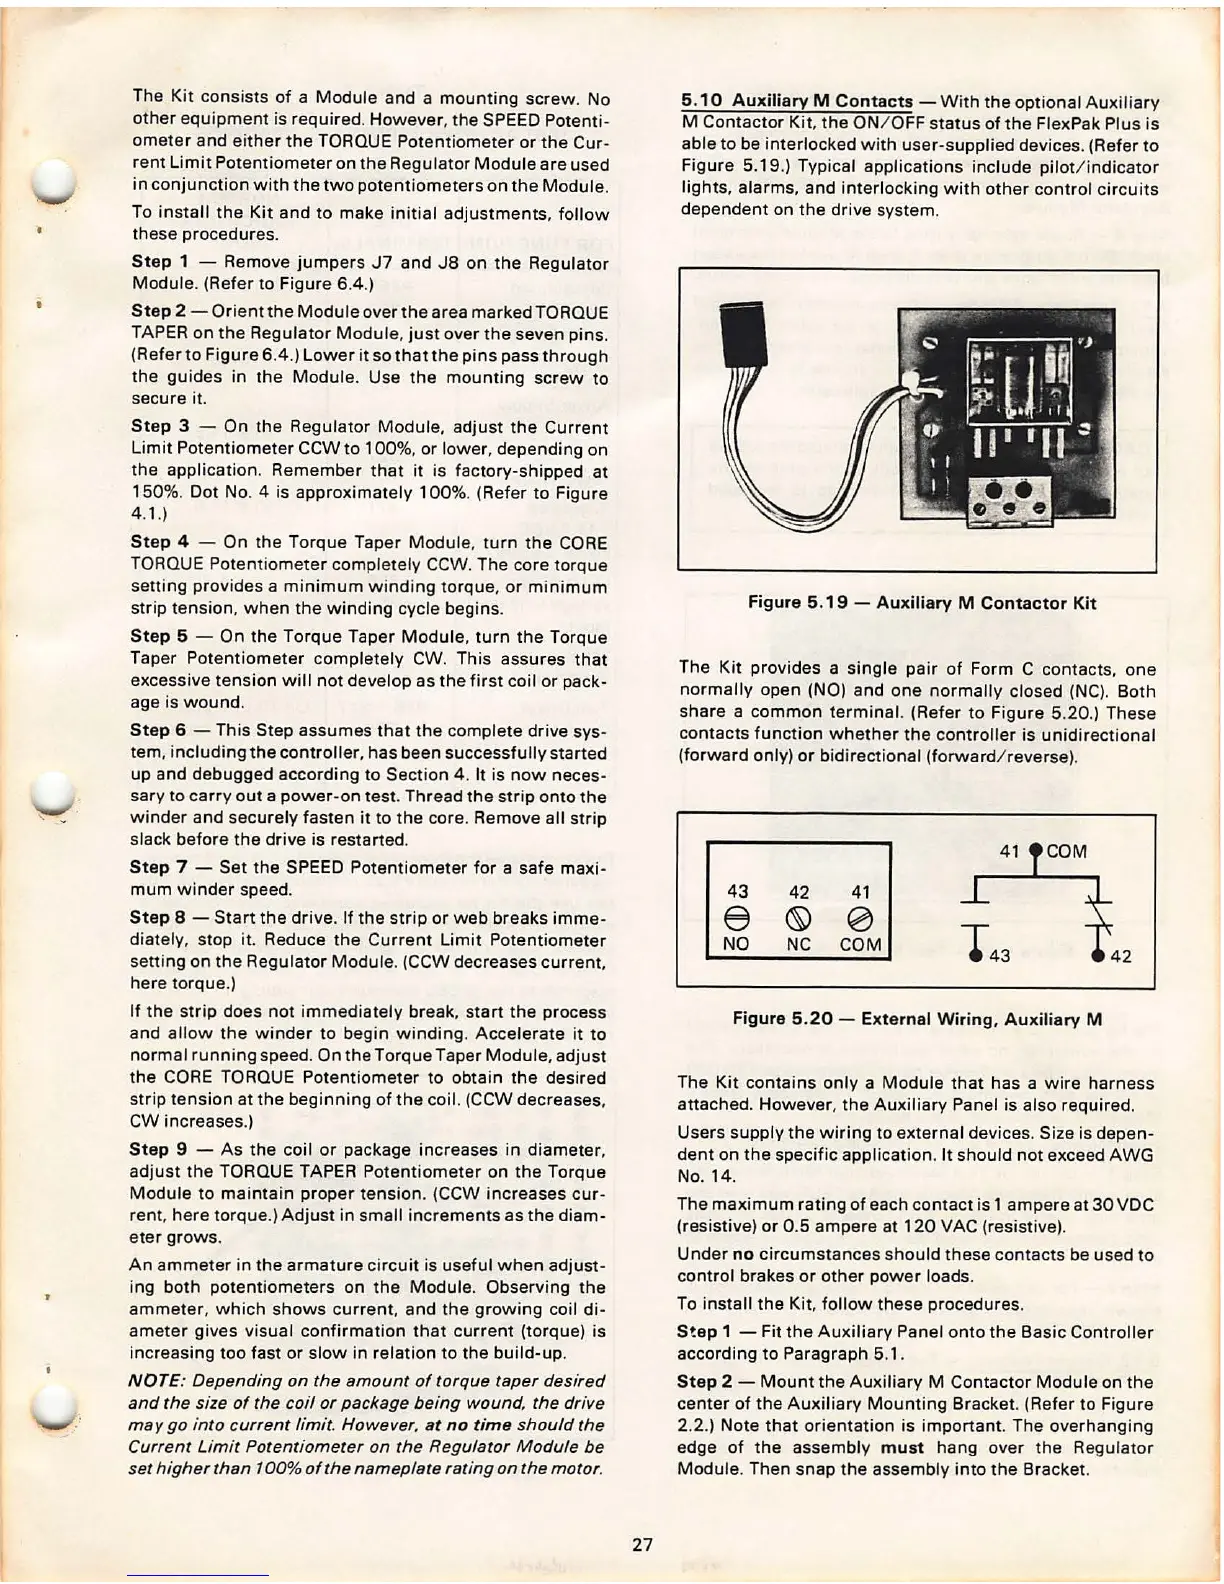 The Kit consists of a Module and a mounting screw. No
other equipment is required. However, the SPEED Potenti-
ometer and either the TORQUE Potentiometer or the Cur-
rent Limit Potentiometer on the Regulator Module are used
in conjunction with the two potentiometers on the Module.
To install the Kit and to make initial adjustments, follow
these procedures.
Step 1 — Remove jumpers J7 and J8 on the Regulator
Module. (Refer to Figure 6.4.)
Step 2 — Orient the Module over the area marked TORQUE
TAPER on the Regulator Module, just over the seven pins.
(Refer to Figure 6.4.) Lower it so that the pins pass through
the guides in the Module. Use the mounting screw to
secure it.
Step 3 — On the Regulator Module, adjust the Current
Limit Potentiometer CCW to 100%, or lower, depending on
the application. Remember that it is factory-shipped at
150%. Dot No. 4 is approximately 100%. (Refer to Figure
4.1.)
Step 4 — On the Torque Taper Module, turn the CORE
TORQUE Potentiometer completely CCW. The core torque
setting provides a minimum winding torque, or minimum
strip tension, when the winding cycle begins.
Step 5 — On the Torque Taper Module, turn the Torque
Taper Potentiometer completely CW. This assures that
excessive tension will not develop as the first coil or pack-
age is wound.
Step 6 — This Step assumes that the complete drive sys-
tem, including the controller, has been successfully started
up and debugged according to Section 4. It is now neces-
sary to carry out a power-on test. Thread the strip onto the
winder and securely fasten it to the core. Remove all strip
slack before the drive is restarted.
Step 7 — Set the SPEED Potentiometer for a safe maxi-
mum winder speed.
Step 8 — Start the drive. If the strip or web breaks imme-
diately, stop it. Reduce the Current Limit Potentiometer
setting on the Regulator Module. (CCW decreases current,
here torque.)
If the strip does not immediately break, start the process
and allow the winder to begin winding. Accelerate it to
normal running speed. On the Torque Taper Module, adjust
the CORE TORQUE Potentiometer to obtain the desired
strip tension at the beginning of the coil. (CCW decreases,
CW increases.)
Step 9 — As the coil or package increases in diameter,
adjust the TORQUE TAPER Potentiometer on the Torque
Module to maintain proper tension. (CCW increases cur-
rent, here torque.) Adjust in small increments as the diam-
eter grows.
An ammeter in the armature circuit is useful when adjust-
ing both potentiometers on the Module. Observing the
ammeter, which shows current, and the growing coil di-
ameter gives visual confirmation that current (torque) is
increasing too fast or slow in relation to the build-up.
NOTE: Depending on the amount of torque taper desired
and the size of the coil or package being wound, the drive
may go into current limit. However, at no time should the
Current Limit Potentiometer on the Regulator Module be
set higher than 100% of the nameplate rating on the motor.
5.10 Auxiliary M Contacts — With the optional Auxiliary
M Contactor Kit, the ON/OFF status of the FlexPak Plus is
able to be interlocked with user-supplied devices. (Refer to
Figure 5.19.) Typical applications include pilot/indicator
lights, alarms, and interlocking with other control circuits
dependent on the drive system.
Figure 5.19 — Auxiliary M Contactor Kit
The Kit provides a single pair of Form C contacts, one
normally open (NO) and one normally closed (NC). Both
share a common terminal. (Refer to Figure 5.20.) These
contacts function whether the controller is unidirectional
(forward only) or bidirectional (forward/reverse).
43 42 41
NO NC COM
41 COM
43 42
Figure 5.20 — External Wiring, Auxiliary M
The Kit contains only a Module that has a wire harness
attached. However, the Auxiliary Panel is also required.
Users supply the wiring to external devices. Size is depen-
dent on the specific application. It should not exceed AWG
No. 14.
The maximum rating of each contact is 1 ampere at 30 VDC
(resistive) or 0.5 ampere at 120 VAC (resistive).
Under no circumstances should these contacts be used to
control brakes or other power loads.
To install the Kit, follow these procedures.
Step 1 — Fit the Auxiliary Panel onto the Basic Controller
according to Paragraph 5.1.
Step 2 — Mount the Auxiliary M Contactor Module on the
center of the Auxiliary Mounting Bracket. (Refer to Figure
2.2.) Note that orientation is important. The overhanging
edge of the assembly must hang over the Regulator
Module. Then snap the assembly into the Bracket.
27